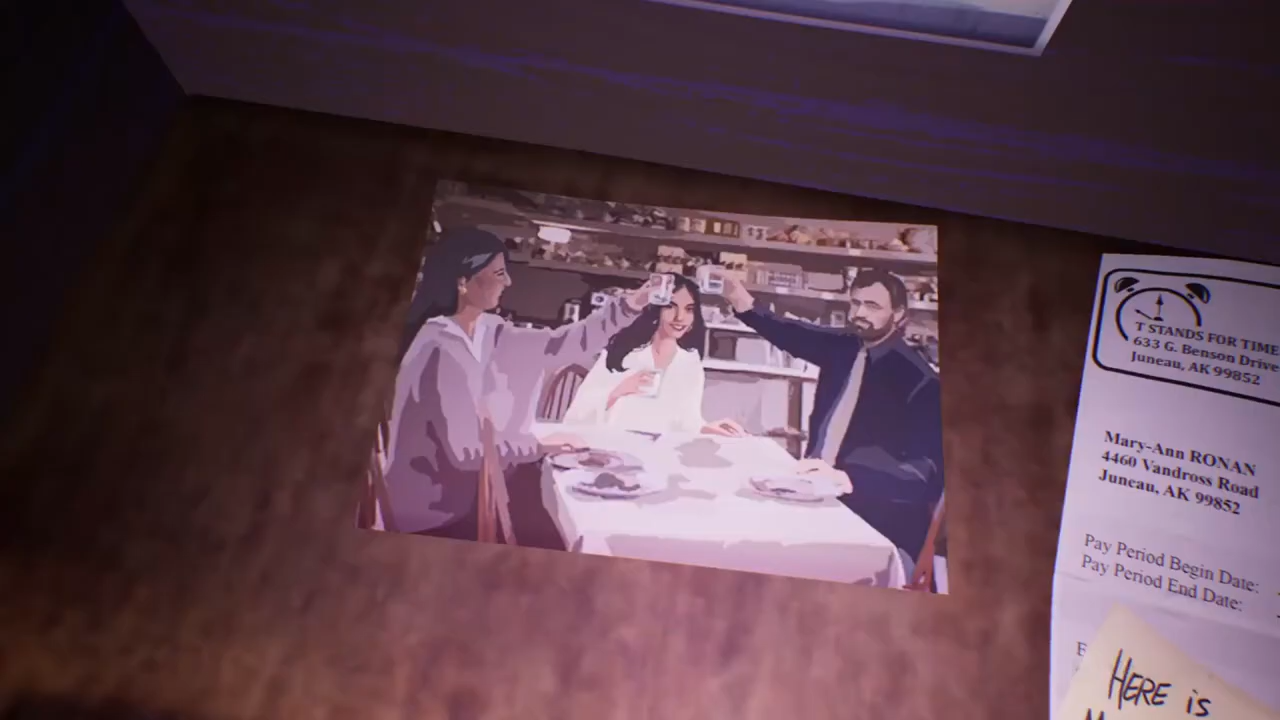 T STANDS FOR TIME
633 G. Benson Drive
Juneau, AK 99852
Mary-Ann RONAN
4460 Vandross Road
Juneau, AK 99852
Pay Period Begin Date:
Pay Period End Date:
HERE is